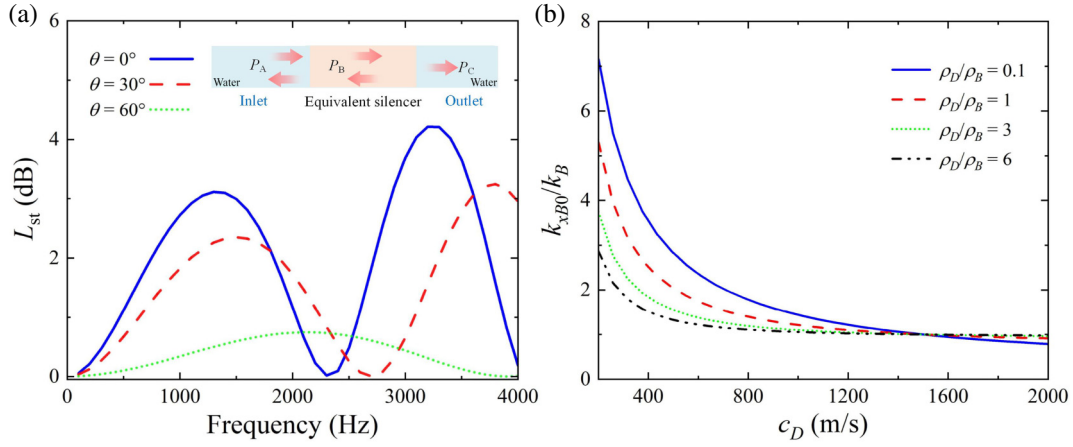 (a)
6
4
2
0
L_st (dB)
θ = 0°
θ = 30°
θ = 60°
P_A
P_B
P_C
Water
Water
Inlet
Equivalent silencer
Outlet
0
1000
2000
3000
4000
Frequency (Hz)
(b)
8
6
4
2
0
k_xB0/k_B
ρ_D/ρ_B = 0.1
ρ_D/ρ_B = 1
ρ_D/ρ_B = 3
ρ_D/ρ_B = 6
400
800
1200
1600
2000
c_D (m/s)